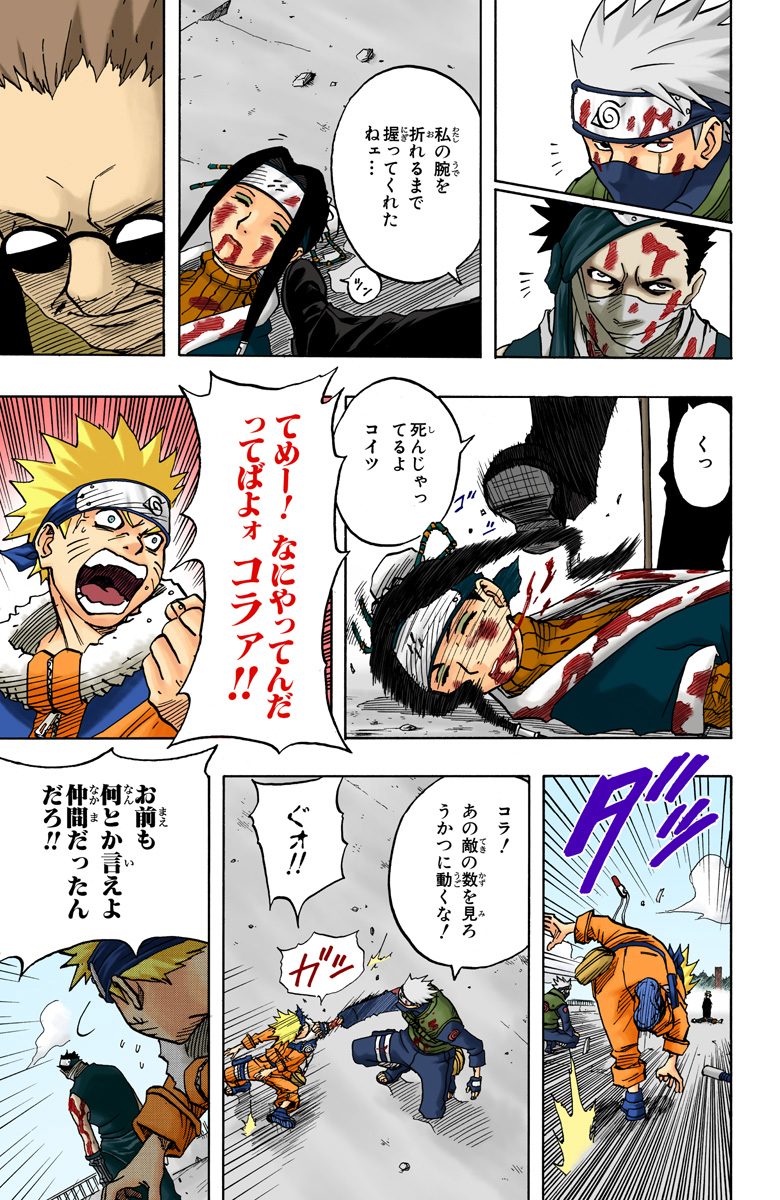 私の腕を
折れるまで
握ってくれた
ねェ…
ツン
くっ
ゴ
死んじゃっ
てるよ
コイツ
てめー！なにやってんだ
ってばよォ コラァ!!
ダッ
コラ！
あの敵の数を見ろ
うかつに動くな！
ぐォ!!
ガッ
お前も
何とか言えよ
仲間だったん
だろ!!